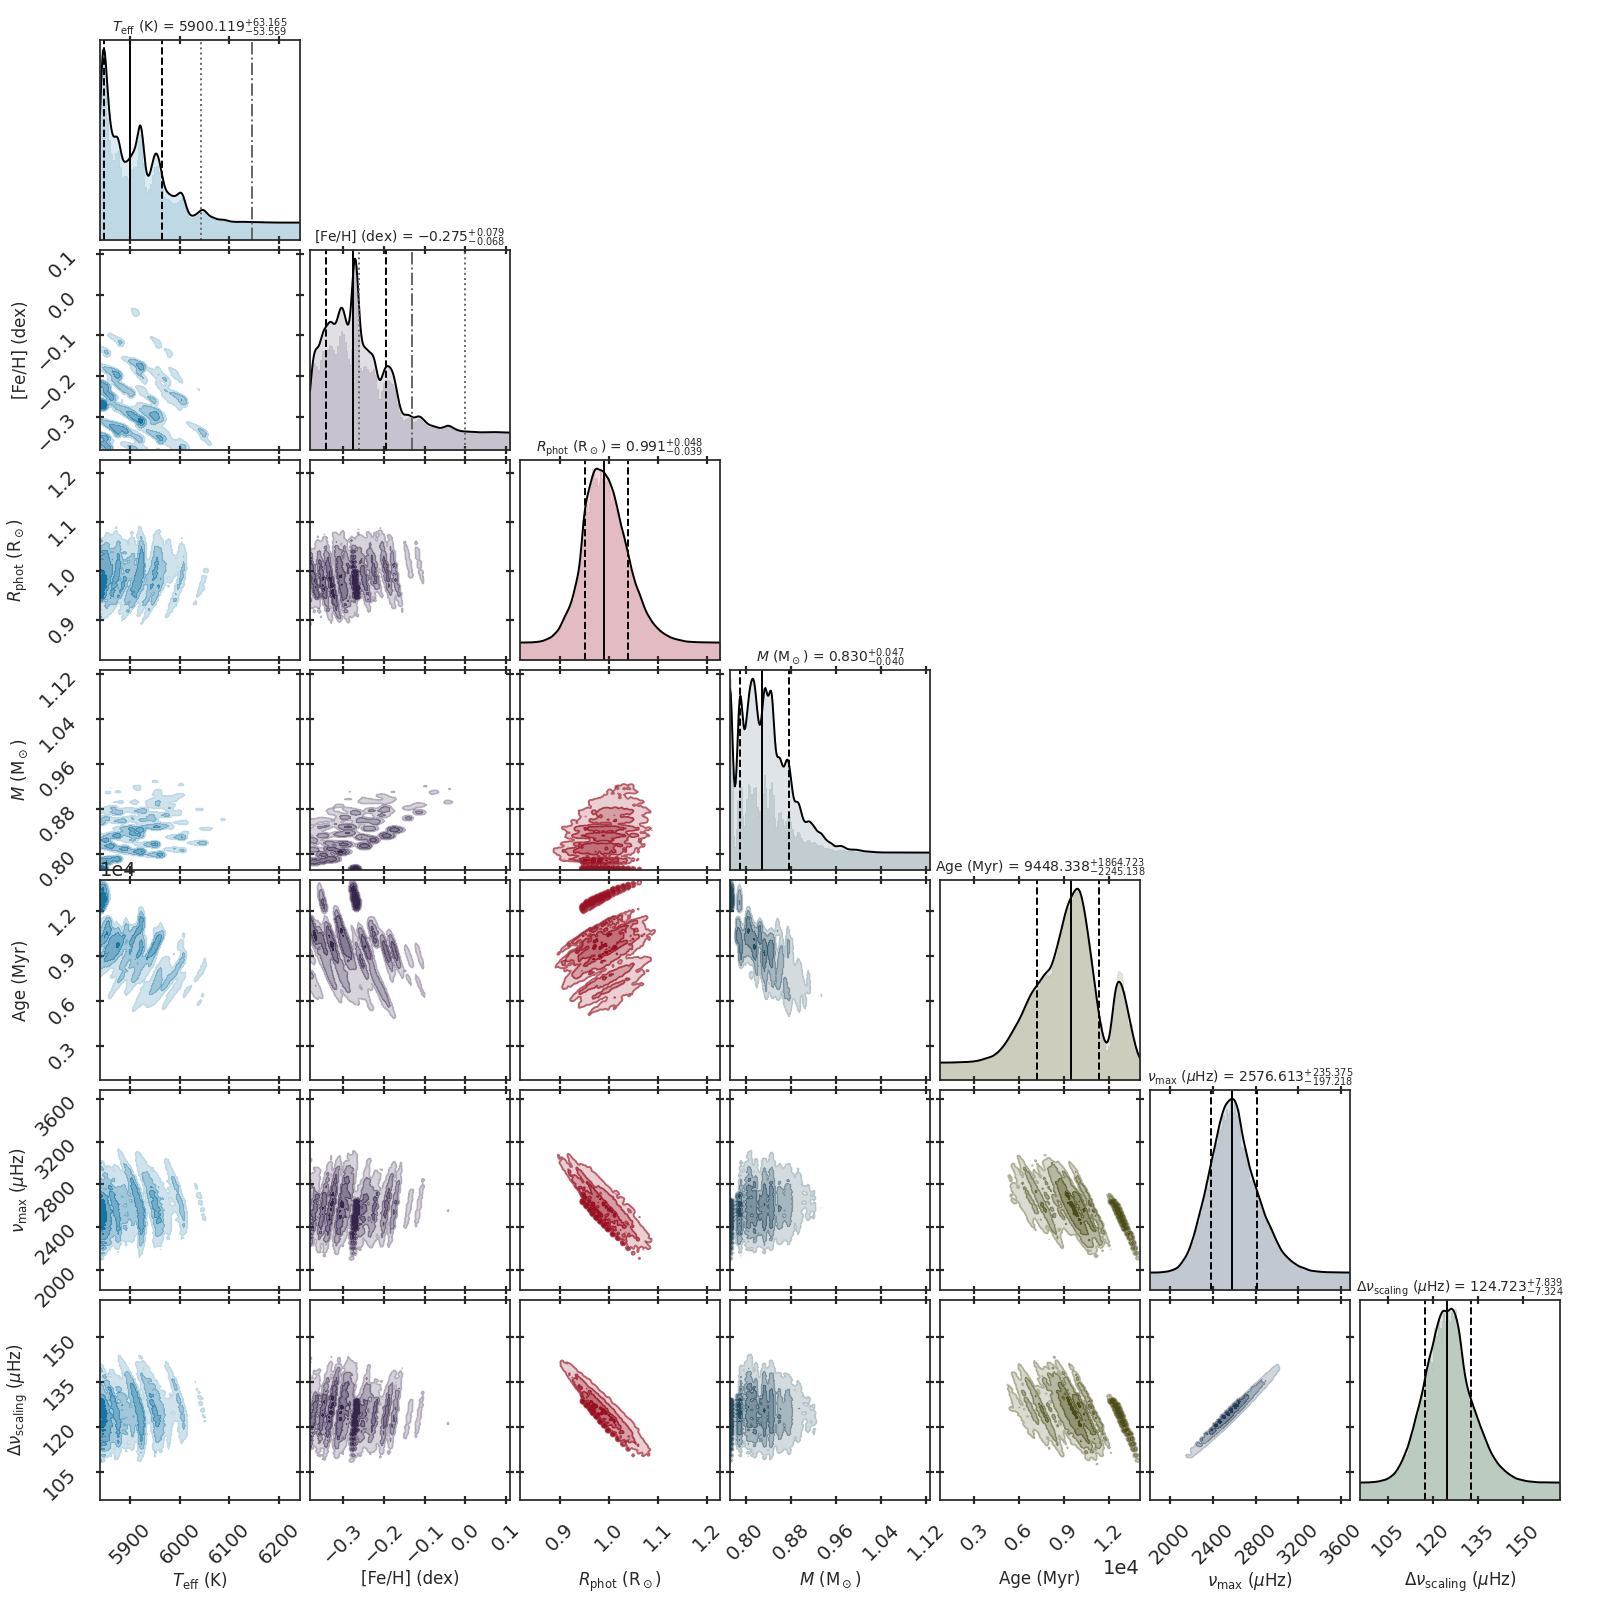 T_eff (K) = 5900.119 +63.165 −53.559
[Fe/H] (dex) = −0.275 +0.079 −0.068
0.1
0.0
−0.1
−0.2
−0.3
[Fe/H] (dex)
R_phot (R⊙) = 0.991 +0.048 −0.039
1.2
1.1
1.0
0.9
R_phot (R⊙)
M (M⊙) = 0.830 +0.047 −0.040
1.12
1.04
0.96
0.88
0.80
M (M⊙)
1e4
Age (Myr) = 9448.338 +1864.723 −2245.138
1.2
0.9
0.6
0.3
Age (Myr)
ν_max (μHz) = 2576.613 +235.375 −197.218
3600
3200
2800
2400
2000
ν_max (μHz)
Δν_scaling (μHz) = 124.723 +7.839 −7.324
150
135
120
105
Δν_scaling (μHz)
5900 6000 6100 6200 −0.3 −0.2 −0.1 0.0 0.1 0.9 1.0 1.1 1.2 0.80 0.88 0.96 1.04 1.12 0.3 0.6 0.9 1.2 2000 2400 2800 3200 3600 105 120 135 150
1e4
T_eff (K) [Fe/H] (dex) R_phot (R⊙) M (M⊙) Age (Myr) ν_max (μHz) Δν_scaling (μHz)